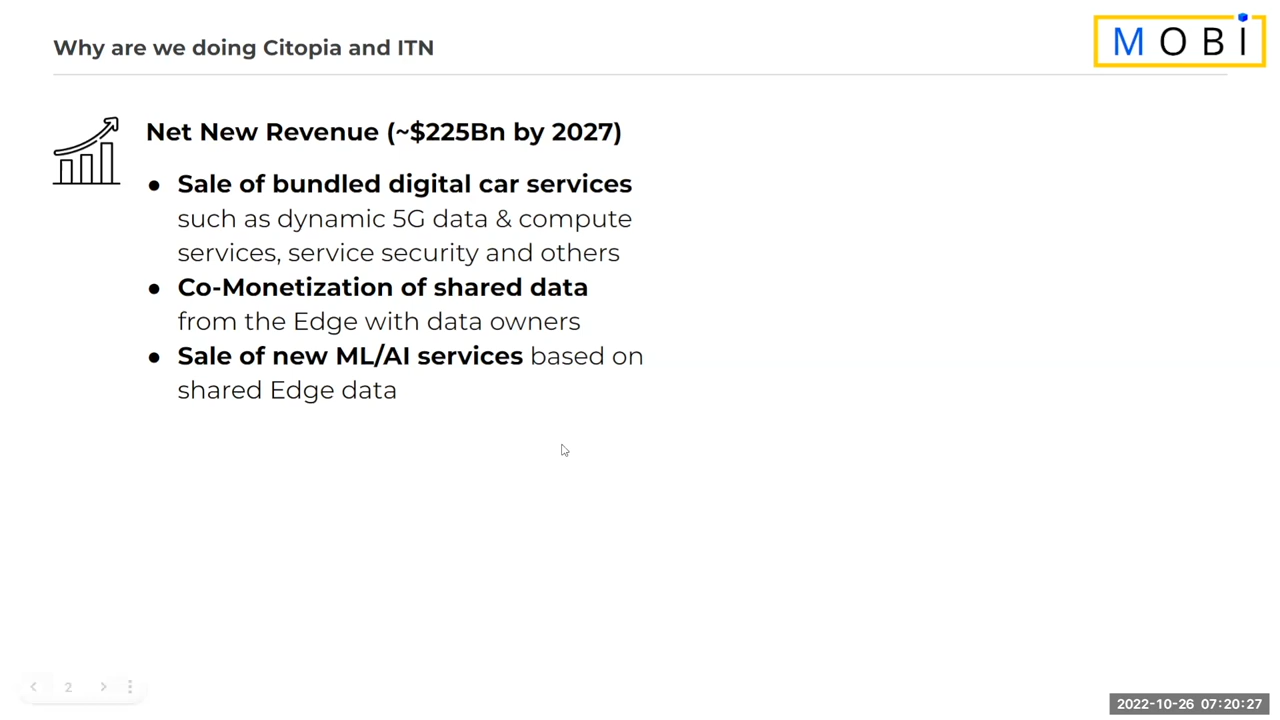 Why are we doing Citopia and ITN
MOBi
Net New Revenue (~$225Bn by 2027)
● Sale of bundled digital car services
such as dynamic 5G data & compute
services, service security and others
● Co-Monetization of shared data
from the Edge with data owners
● Sale of new ML/AI services based on
shared Edge data
2
2022-10-26 07:20:27